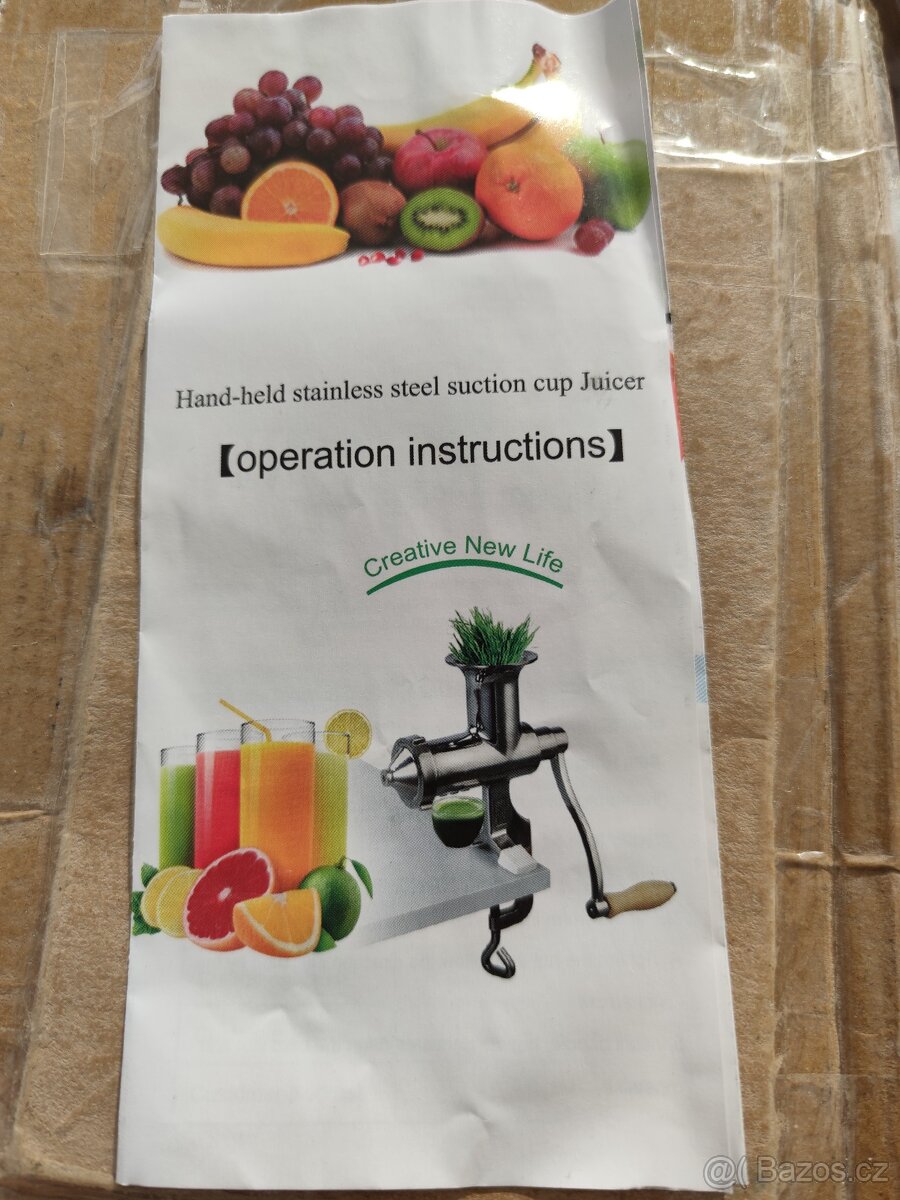 Hand-held stainless steel suction cup Juicer
【operation instructions】
Creative New Life
@( Bazos.cz